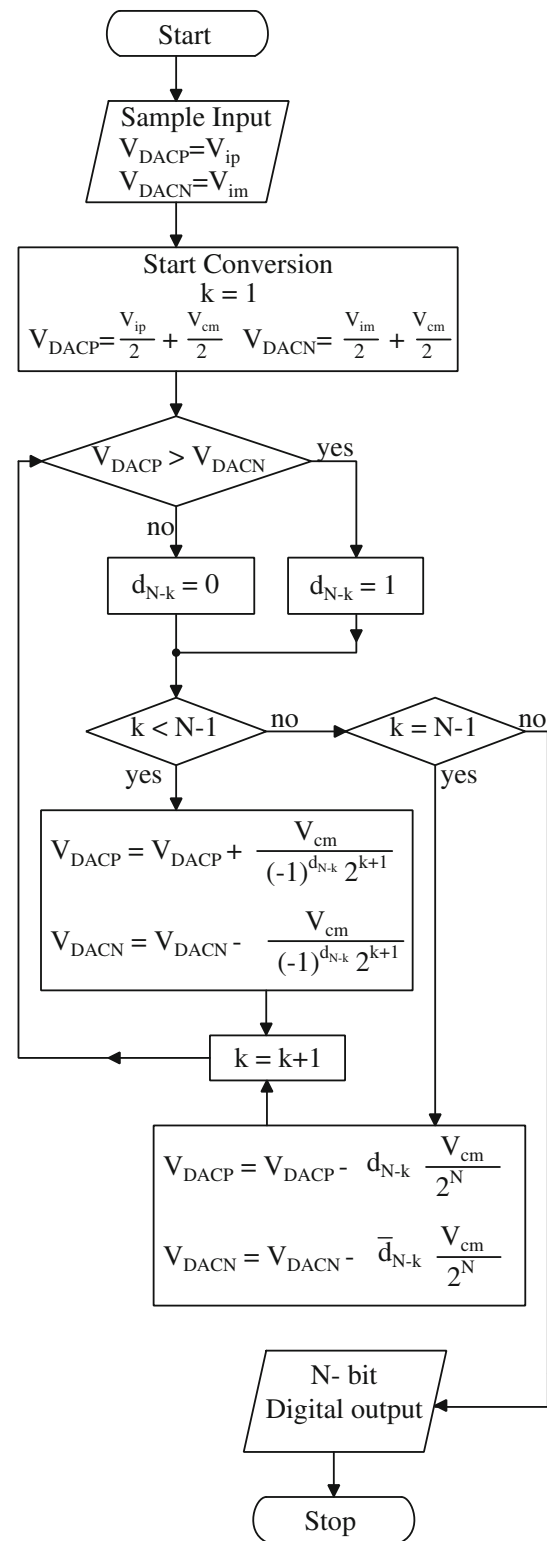 Start
Sample Input
V_DACP=V_ip
V_DACN=V_im
Start Conversion
k = 1
V_DACP= V_ip/2 + V_cm/2 V_DACN= V_im/2 + V_cm/2
V_DACP > V_DACN
yes
no
d_N-k = 0
d_N-k = 1
k < N-1
no
k = N-1
no
yes
yes
V_DACP = V_DACP + V_cm/((-1)^d_N-k 2^k+1)
V_DACN = V_DACN - V_cm/((-1)^d_N-k 2^k+1)
k = k+1
V_DACP = V_DACP - d_N-k V_cm/2^N
V_DACN = V_DACN - d̅_N-k V_cm/2^N
N- bit
Digital output
Stop